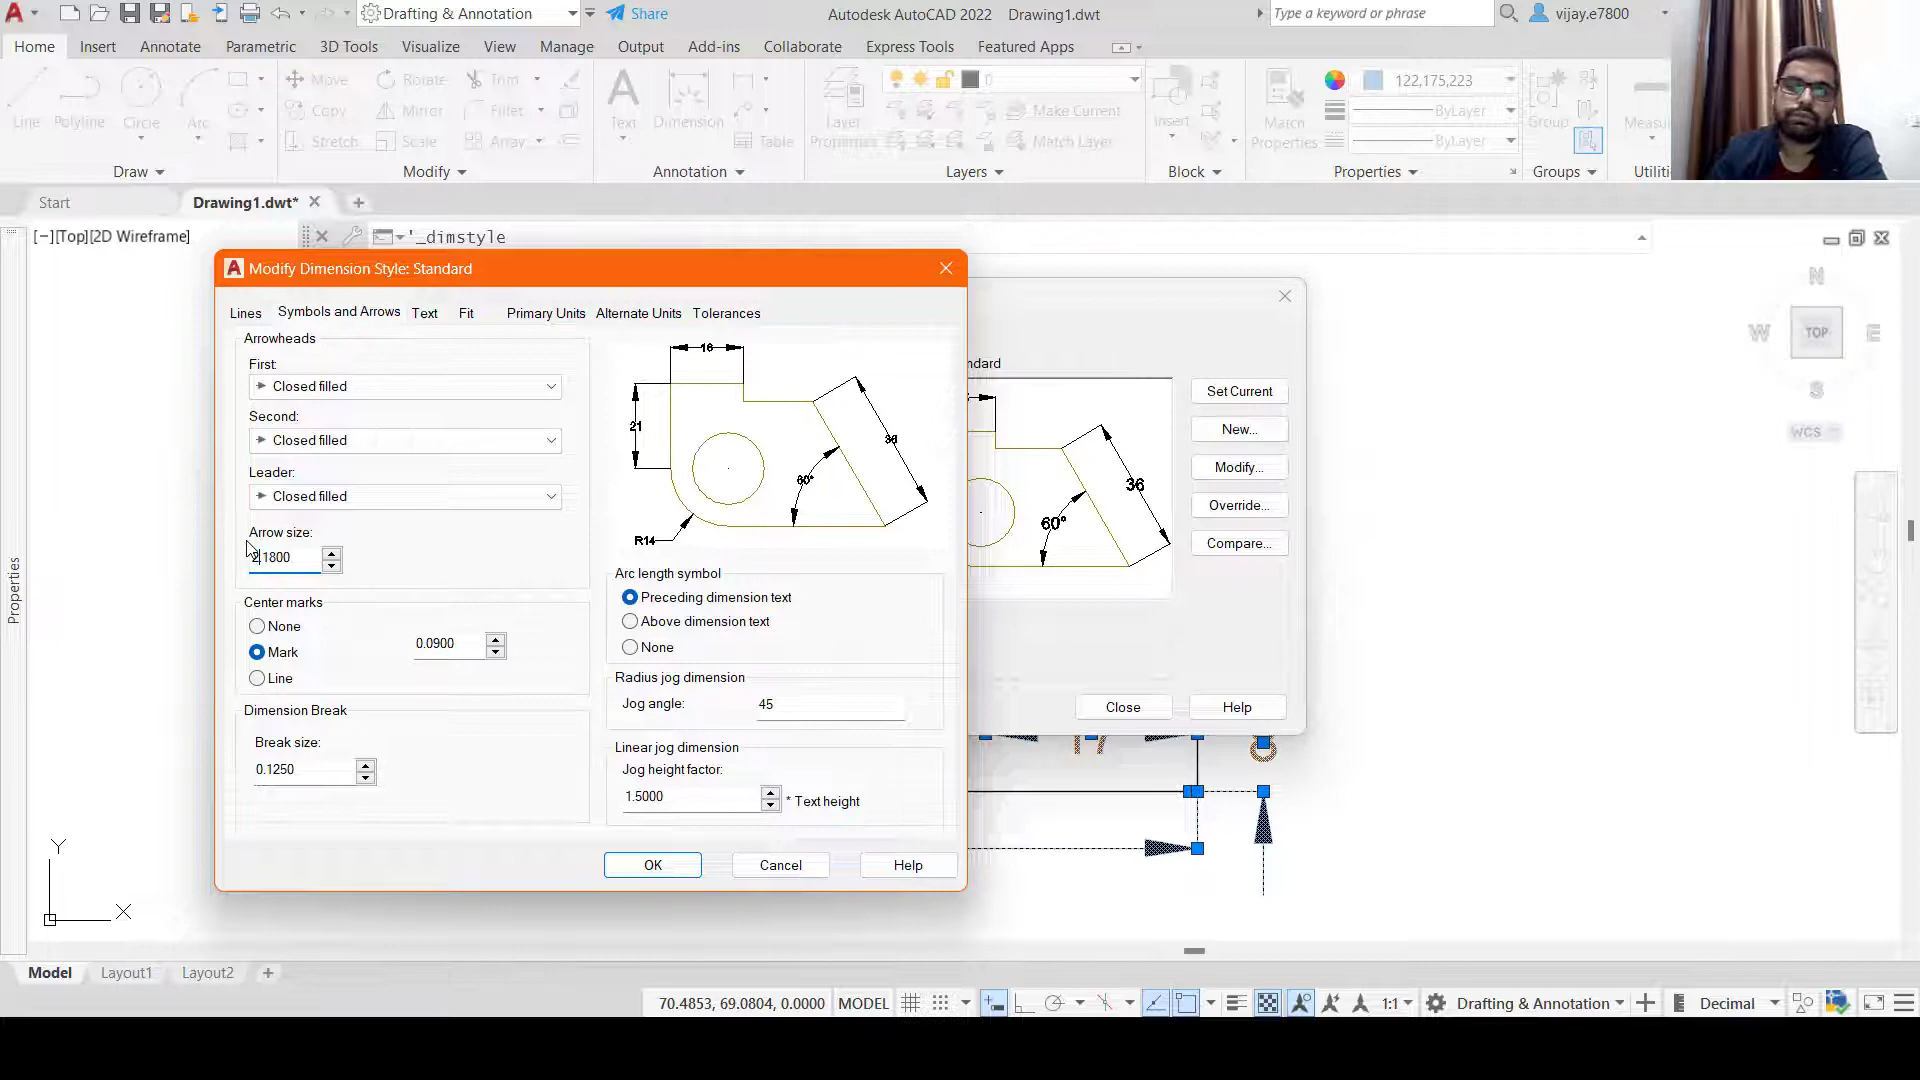 Drafting & Annotation
Share
Autodesk AutoCAD 2022 Drawing1.dwt
Type a keyword or phrase
vijay.e7800
Home Insert Annotate Parametric 3D Tools Visualize View Manage Output Add-ins Collaborate Express Tools Featured Apps
Line Polyline Circle Arc
Move Rotate Trim
Copy Mirror Fillet
Stretch Scale Array
Text Dimension Table
Layer Properties
0
Make Current
Match Layer
Insert
Match Properties
122,175,223
ByLayer
ByLayer
Group
Draw Modify Annotation Layers Block Properties Groups
Start Drawing1.dwt*
[−][Top][2D Wireframe]
'_dimstyle
Modify Dimension Style: Standard
Lines Symbols and Arrows Text Fit Primary Units Alternate Units Tolerances
Arrowheads
First:
Closed filled
Second:
Closed filled
Leader:
Closed filled
Arrow size:
2.1800
Center marks
None
Mark
Line
0.0900
Dimension Break
Break size:
0.1250
16
21
36
60°
R14
Arc length symbol
Preceding dimension text
Above dimension text
None
Radius jog dimension
Jog angle: 45
Linear jog dimension
Jog height factor:
1.5000 * Text height
OK Cancel Help
36
60°
Set Current
New...
Modify...
Override...
Compare...
Close Help
17
8
N
W TOP E
S
WCS
Properties
Y
X
Model Layout1 Layout2
70.4853, 69.0804, 0.0000 MODEL 1:1 Drafting & Annotation Decimal